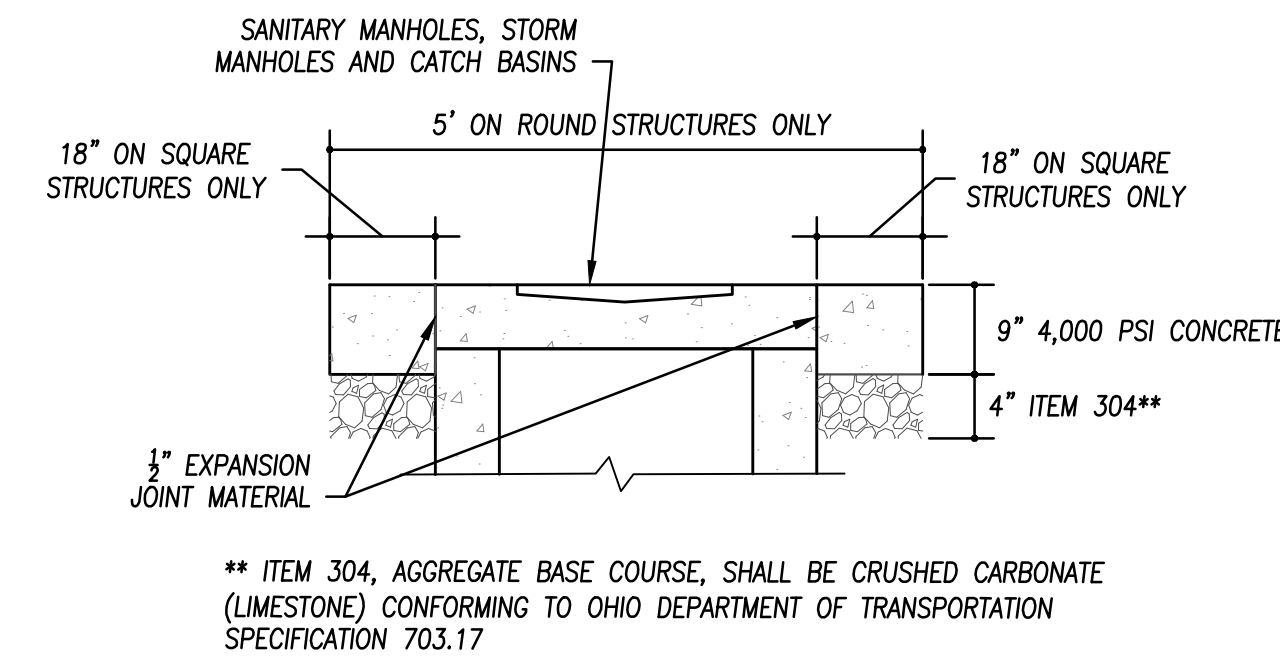 SANITARY MANHOLES, STORM
MANHOLES AND CATCH BASINS
5' ON ROUND STRUCTURES ONLY
18" ON SQUARE
STRUCTURES ONLY
18" ON SQUARE
STRUCTURES ONLY
9" 4,000 PSI CONCRETE
4" ITEM 304**
½" EXPANSION
JOINT MATERIAL
** ITEM 304, AGGREGATE BASE COURSE, SHALL BE CRUSHED CARBONATE
(LIMESTONE) CONFORMING TO OHIO DEPARTMENT OF TRANSPORTATION
SPECIFICATION 703.17